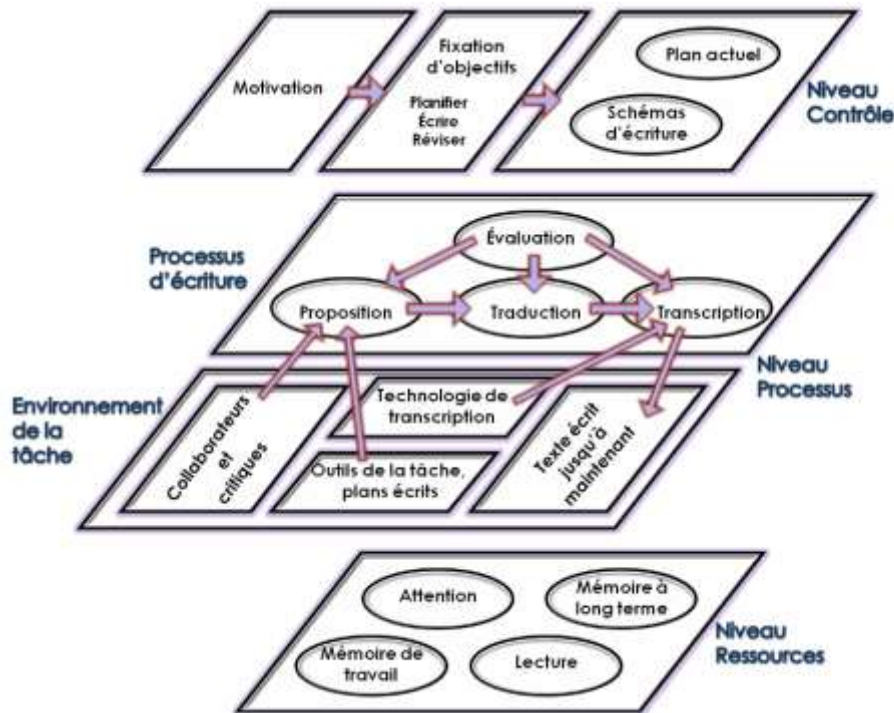 Motivation
Fixation
d'objectifs
Planifier
Écrire
Réviser
Plan actuel
Schémas
d'écriture
Niveau
Contrôle
Processus
d'écriture
Évaluation
Proposition
Traduction
Transcription
Niveau
Processus
Environnement
de la
tâche
Collaborateurs
et
critiques
Technologie de
transcription
Outils de la tâche,
plans écrits
Texte écrit
jusqu'à
maintenant
Attention
Mémoire à
long terme
Mémoire de
travail
Lecture
Niveau
Ressources